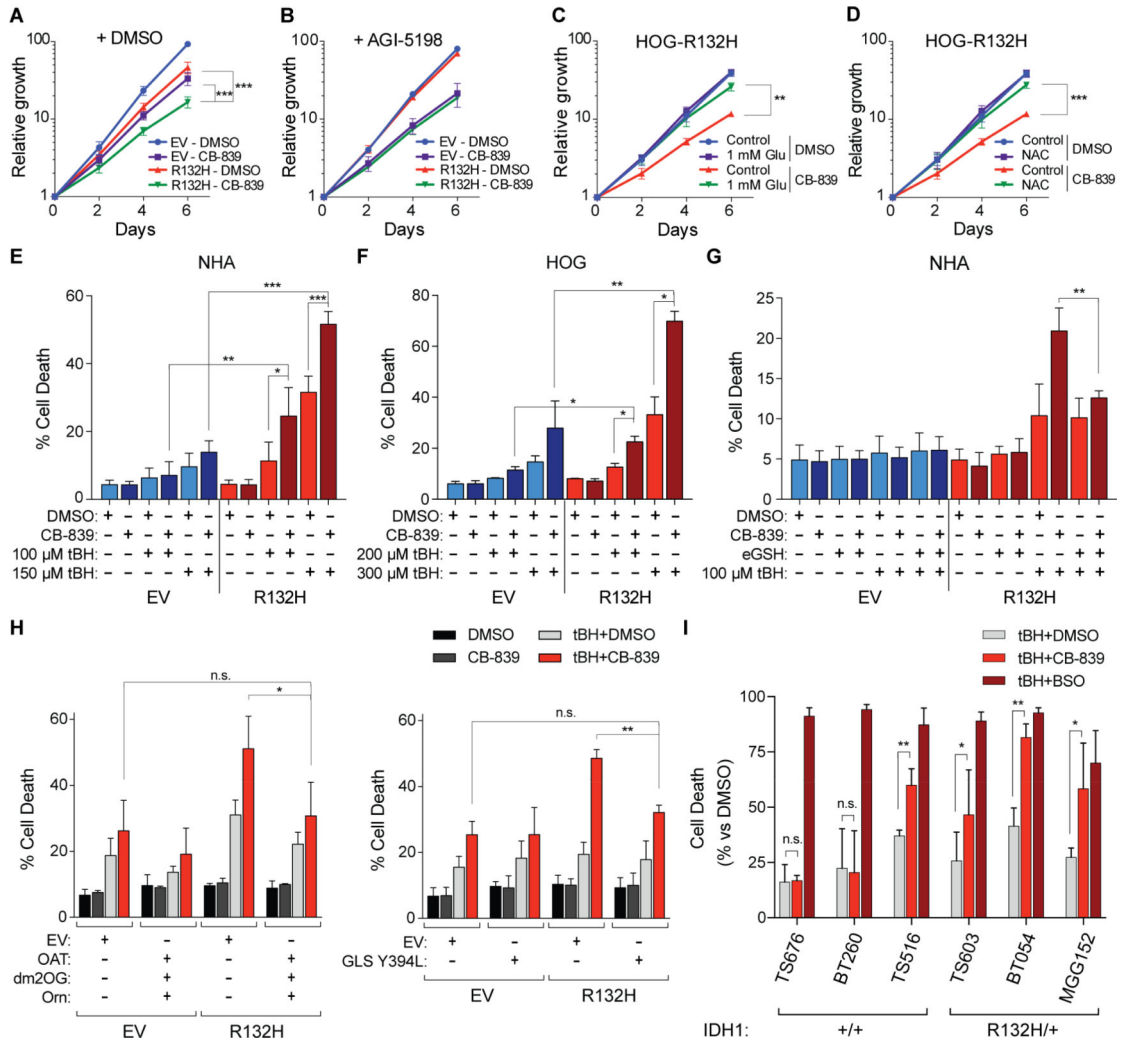 A
+ DMSO
Relative growth
100
10
1
0 2 4 6
Days
***
***
EV - DMSO
EV - CB-839
R132H - DMSO
R132H - CB-839
B
+ AGI-5198
Relative growth
100
10
1
0 2 4 6
Days
EV - DMSO
EV - CB-839
R132H - DMSO
R132H - CB-839
C
HOG-R132H
Relative growth
100
10
1
0 2 4 6
Days
**
Control
1 mM Glu
DMSO
Control
1 mM Glu
CB-839
D
HOG-R132H
Relative growth
100
10
1
0 2 4 6
Days
***
Control
NAC
DMSO
Control
NAC
CB-839
E
NHA
% Cell Death
60
40
20
0
***
***
**
*
DMSO: + - + - + - + - + - + -
CB-839: - + - + - + - + - + - +
100 µM tBH: - - + + - - - - + + - -
150 µM tBH: - - - - + + - - - - + +
EV R132H
F
HOG
% Cell Death
80
60
40
20
0
**
*
*
*
DMSO: + - + - + - + - + - + -
CB-839: - + - + - + - + - + - +
200 µM tBH: - - + + - - - - + + - -
300 µM tBH: - - - - + + - - - - + +
EV R132H
G
NHA
% Cell Death
25
20
15
10
5
0
**
DMSO: + - + - + - + - + - + - + - + -
CB-839: - + - + - + - + - + - + - + - +
eGSH: - - + + - - + + - - + + - - + +
100 µM tBH: - - - - + + + + - - - - + + + +
EV R132H
H
DMSO tBH+DMSO
CB-839 tBH+CB-839
% Cell Death
60
40
20
0
n.s.
*
EV: + - + -
OAT: - + - +
dm2OG: - + - +
Orn: - + - +
EV R132H
% Cell Death
60
40
20
0
n.s.
**
EV: + - + -
GLS Y394L: - + - +
EV R132H
I
tBH+DMSO
tBH+CB-839
tBH+BSO
Cell Death
(% vs DMSO)
100
75
50
25
0
n.s.
n.s.
**
*
**
*
TS676 BT260 TS516 TS603 BT054 MGG152
IDH1: +/+ R132H/+